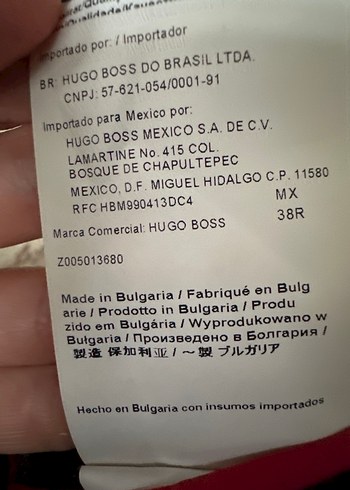 Importado por: / Importador
BR: HUGO BOSS DO BRASIL LTDA.
CNPJ: 57-621-054/0001-91
Importado para Mexico por:
HUGO BOSS MEXICO S.A. DE C.V.
LAMARTINE No. 415 COL.
BOSQUE DE CHAPULTEPEC
MEXICO, D.F. MIGUEL HIDALGO C.P. 11580
RFC HBM990413DC4
MX
38R
Marca Comercial: HUGO BOSS
Z005013680
Made in Bulgaria / Fabriqué en Bulg
arie / Prodotto in Bulgaria / Produ
zido em Bulgária / Wyprodukowano w
Bułgaria / Произведено в Болгария /
製造 保加利亚 / ～製 ブルガリア
Hecho en Bulgaria con insumos importados